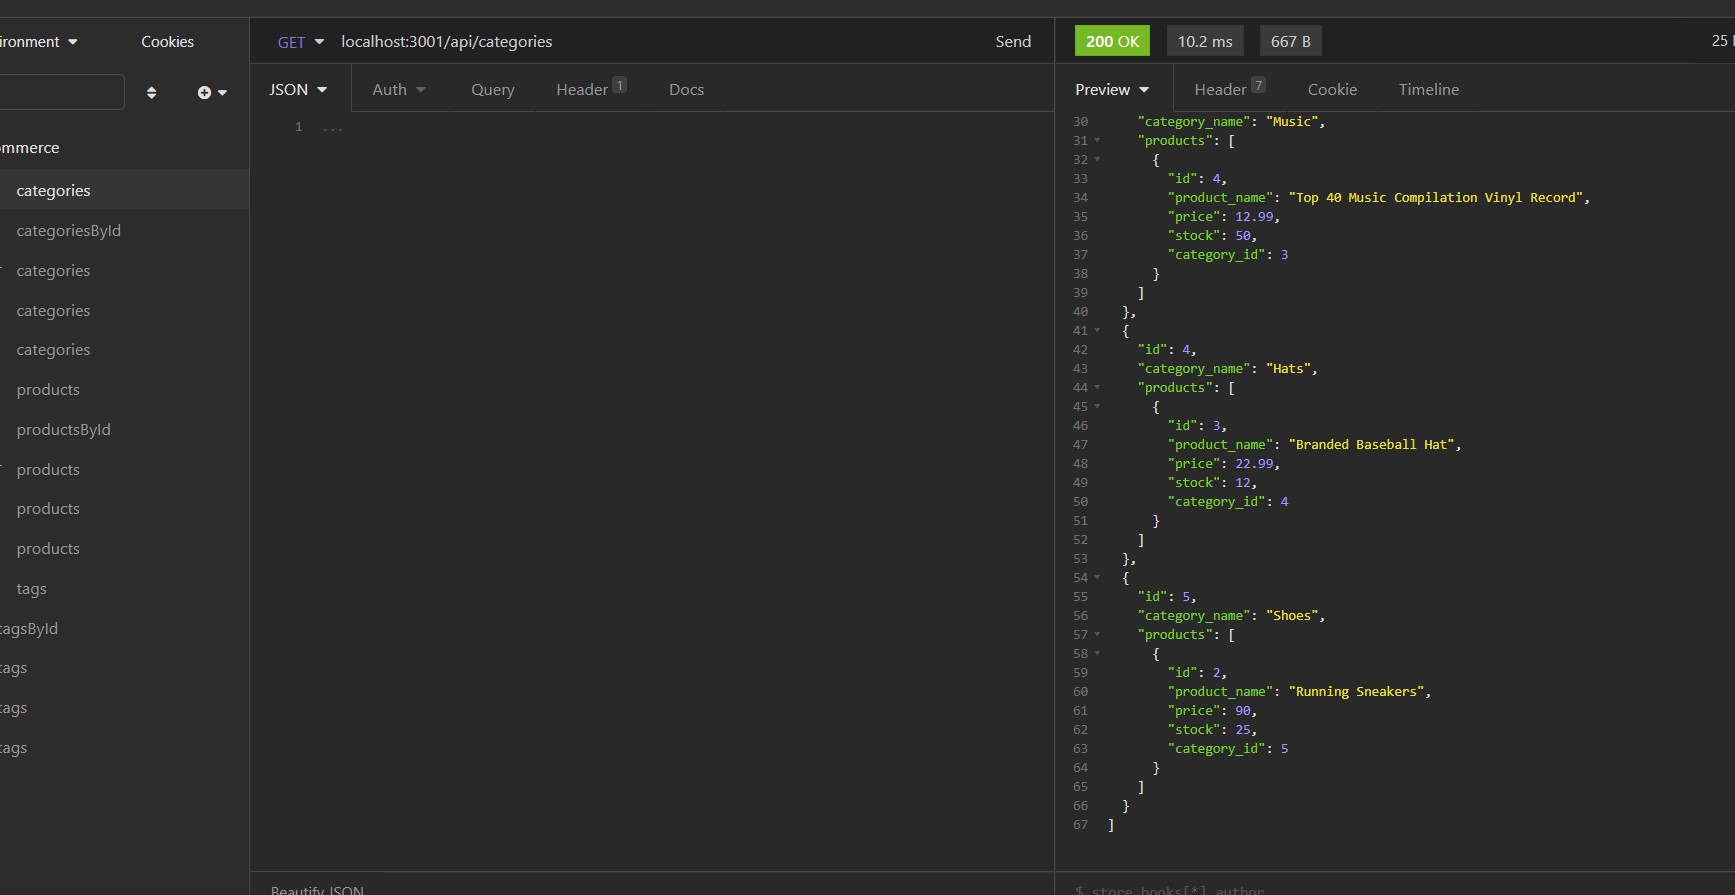 ironment Cookies GET localhost:3001/api/categories Send 200 OK 10.2 ms 667 B 25
JSON Auth Query Header 1 Docs Preview Header 7 Cookie Timeline
ommerce
categories
categoriesById
categories
categories
categories
products
productsById
products
products
products
tags
tagsById
tags
tags
tags
1 ...
Beautify JSON
30 "category_name": "Music",
31 "products": [
32 {
33 "id": 4,
34 "product_name": "Top 40 Music Compilation Vinyl Record",
35 "price": 12.99,
36 "stock": 50,
37 "category_id": 3
38 }
39 ]
40 },
41 {
42 "id": 4,
43 "category_name": "Hats",
44 "products": [
45 {
46 "id": 3,
47 "product_name": "Branded Baseball Hat",
48 "price": 22.99,
49 "stock": 12,
50 "category_id": 4
51 }
52 ]
53 },
54 {
55 "id": 5,
56 "category_name": "Shoes",
57 "products": [
58 {
59 "id": 2,
60 "product_name": "Running Sneakers",
61 "price": 90,
62 "stock": 25,
63 "category_id": 5
64 }
65 ]
66 }
67 ]
$.store.books[*].author